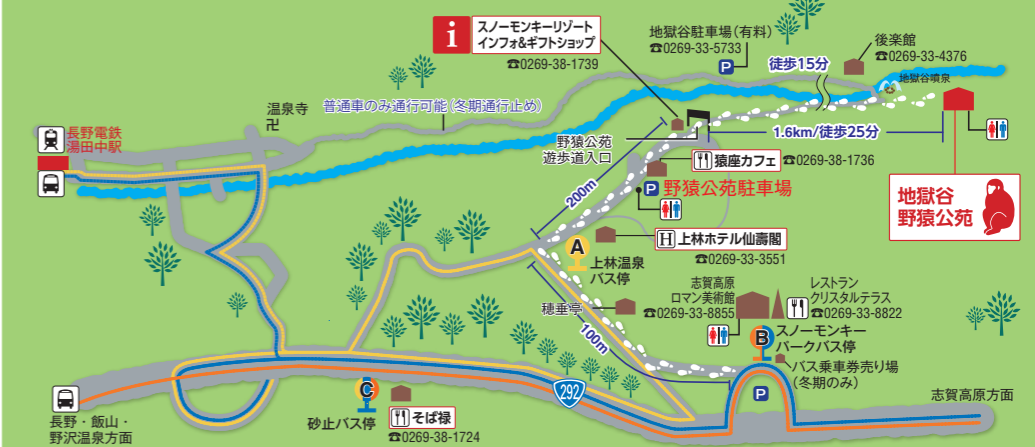 i
スノーモンキーリゾート
インフォ&ギフトショップ
☎0269-38-1739
地獄谷駐車場(有料)
☎0269-33-5733
P
徒歩15分
後楽館
☎0269-33-4376
地獄谷噴泉
温泉寺
卍
普通車のみ通行可能(冬期通行止め)
長野電鉄
湯田中駅
野猿公苑
遊歩道入口
1.6km/徒歩25分
猿座カフェ
☎0269-38-1736
200m
P
野猿公苑駐車場
地獄谷
野猿公苑
H
上林ホテル仙壽閣
☎0269-33-3551
A
上林温泉
バス停
志賀高原
ロマン美術館
☎0269-33-8855
レストラン
クリスタルテラス
☎0269-33-8822
穂垂亭
100m
B
スノーモンキー
パークバス停
バス乗車券売り場
(冬期のみ)
P
292
C
砂止バス停
そば禄
☎0269-38-1724
長野・飯山・
野沢温泉方面
志賀高原方面